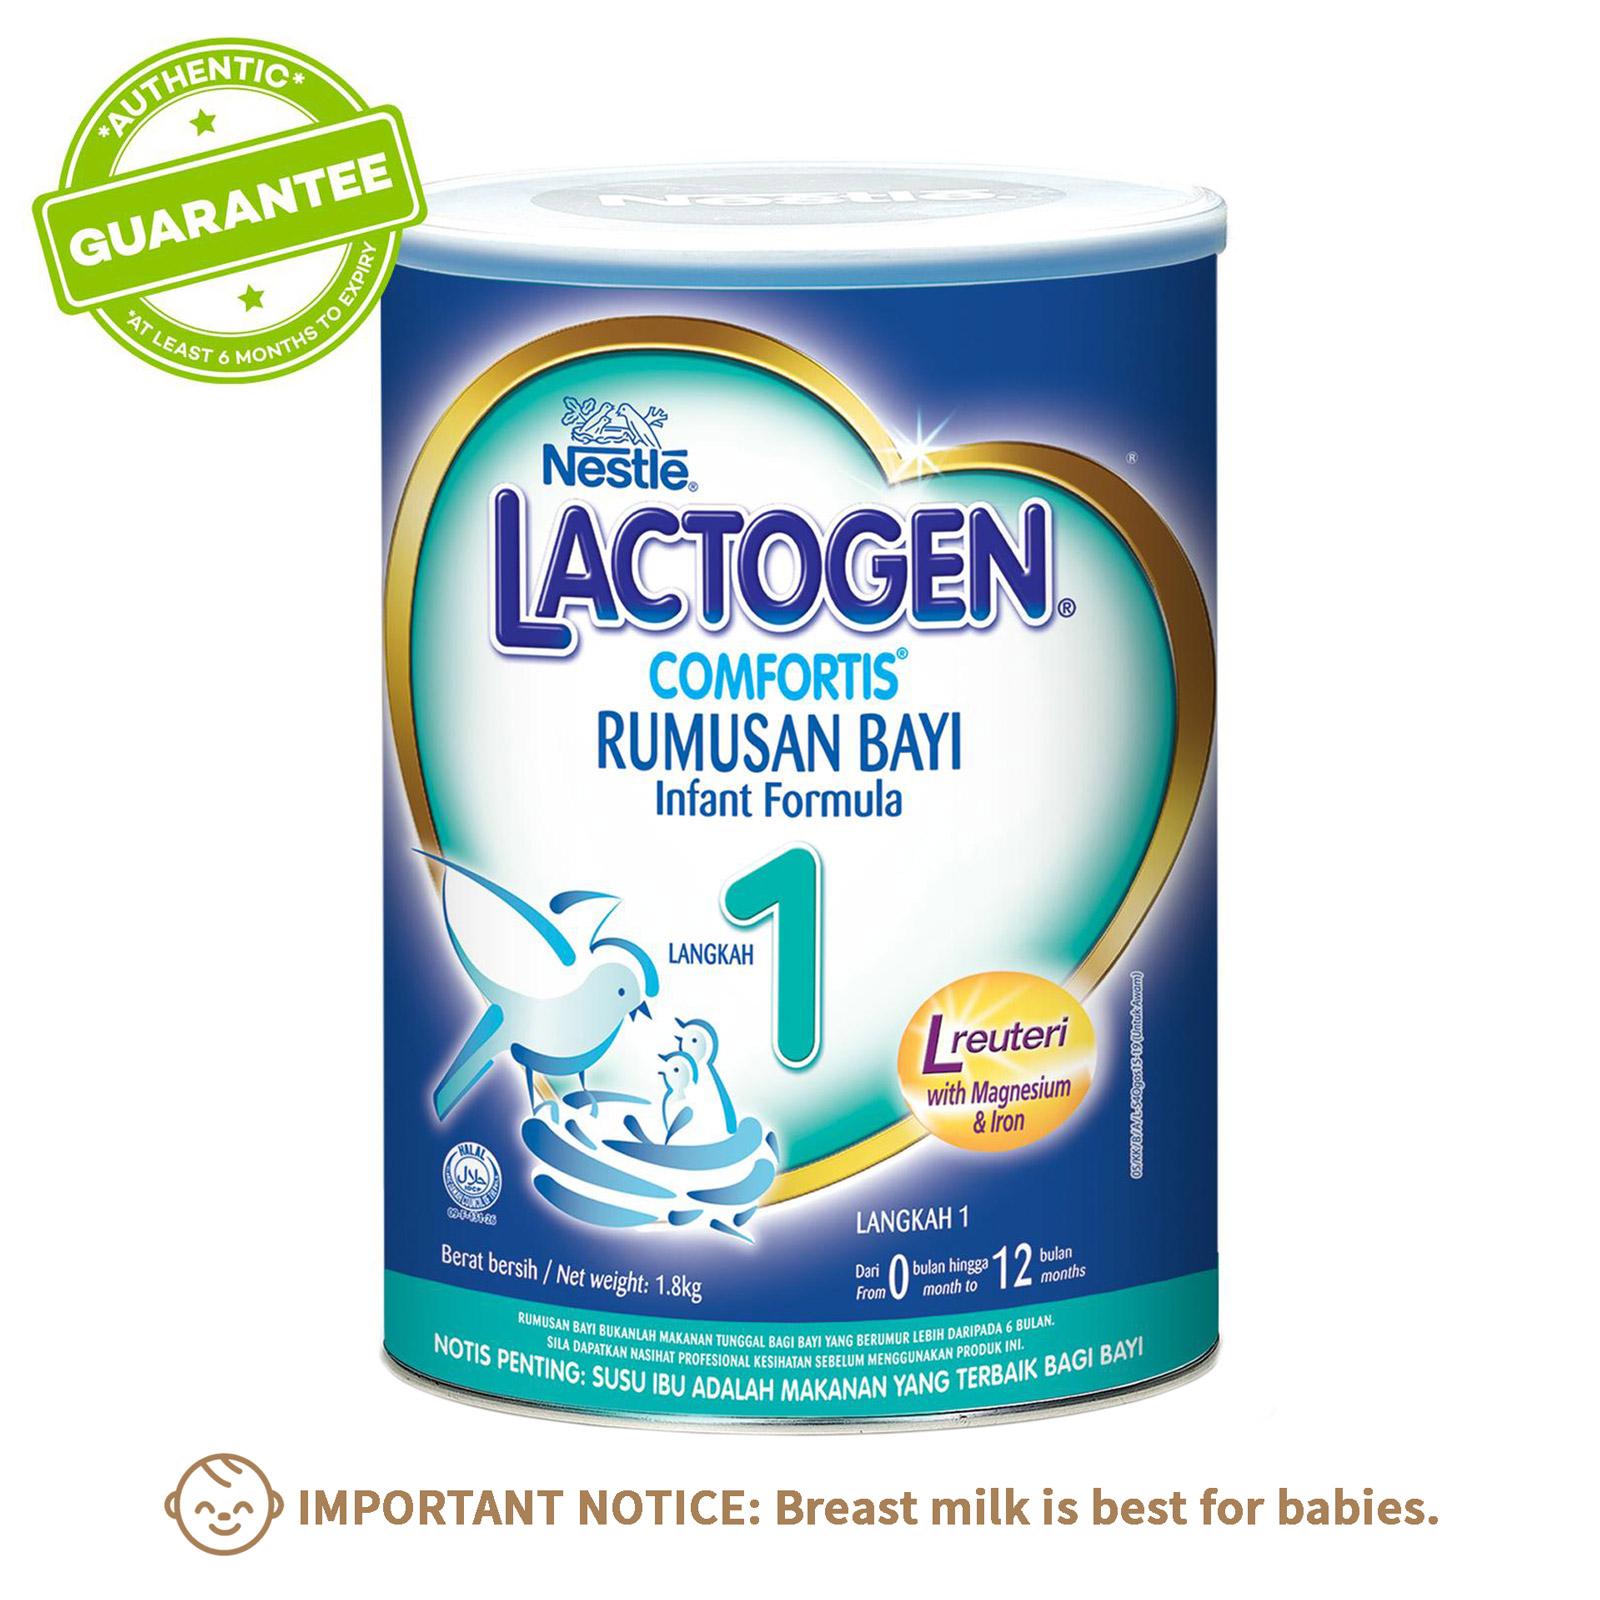 *AUTHENTIC*
GUARANTEE
*AT LEAST 6 MONTHS TO EXPIRY
Nestlé
Nestlé®
LACTOGEN®
COMFORTIS®
RUMUSAN BAYI
Infant Formula
LANGKAH 1
®
L reuteri
with Magnesium
& Iron
HALAL
LANGKAH 1
Dari 0 bulan hingga 12 bulan
From month to months
Berat bersih / Net weight: 1.8kg
RUMUSAN BAYI BUKANLAH MAKANAN TUNGGAL BAGI BAYI YANG BERUMUR LEBIH DARIPADA 6 BULAN.
SILA DAPATKAN NASIHAT PROFESIONAL KESIHATAN SEBELUM MENGGUNAKAN PRODUK INI.
NOTIS PENTING: SUSU IBU ADALAH MAKANAN YANG TERBAIK BAGI BAYI
IMPORTANT NOTICE: Breast milk is best for babies.